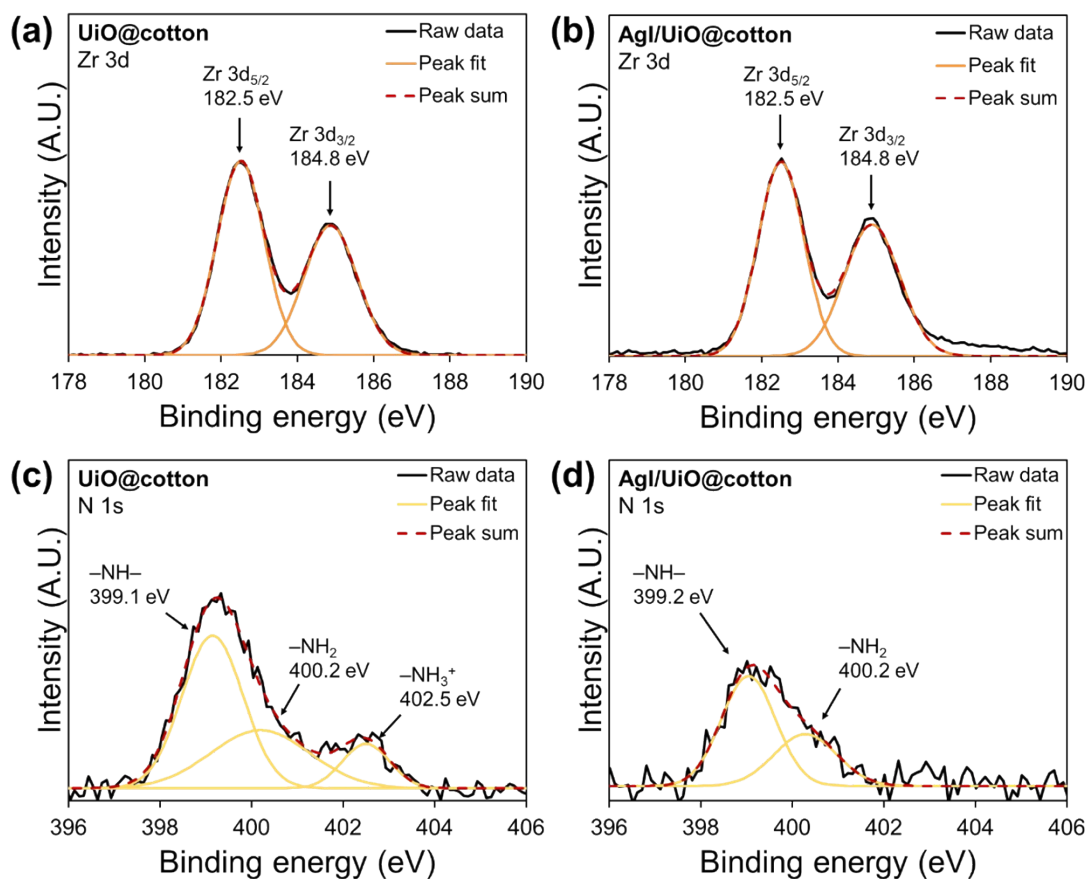 (a)
UiO@cotton
Zr 3d
Raw data
Peak fit
Peak sum
Zr 3d5/2
182.5 eV
Zr 3d3/2
184.8 eV
Intensity (A.U.)
178 180 182 184 186 188 190
Binding energy (eV)
(b)
AgI/UiO@cotton
Zr 3d
Raw data
Peak fit
Peak sum
Zr 3d5/2
182.5 eV
Zr 3d3/2
184.8 eV
Intensity (A.U.)
178 180 182 184 186 188 190
Binding energy (eV)
(c)
UiO@cotton
N 1s
Raw data
Peak fit
Peak sum
–NH–
399.1 eV
–NH2
400.2 eV
–NH3+
402.5 eV
Intensity (A.U.)
396 398 400 402 404 406
Binding energy (eV)
(d)
AgI/UiO@cotton
N 1s
Raw data
Peak fit
Peak sum
–NH–
399.2 eV
–NH2
400.2 eV
Intensity (A.U.)
396 398 400 402 404 406
Binding energy (eV)